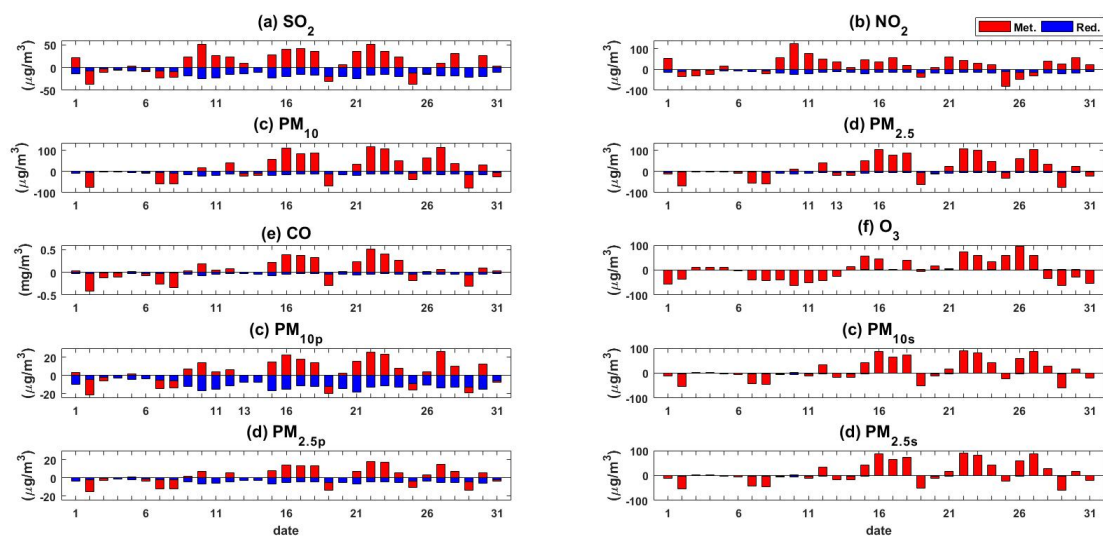 (a) SO2
(μg/m3)
50
0
-50
1 6 11 16 21 26 31
(b) NO2
Met. Red.
(μg/m3)
100
0
-100
1 6 11 16 21 26 31
(c) PM10
(μg/m3)
100
0
-100
1 6 11 16 21 26 31
(d) PM2.5
(μg/m3)
100
0
-100
1 6 11 13 16 21 26 31
(e) CO
(mg/m3)
0.5
0
-0.5
1 6 11 16 21 26 31
(f) O3
(μg/m3)
100
0
-100
1 6 11 16 21 26 31
(c) PM10p
(μg/m3)
20
0
-20
1 6 11 13 16 21 26 31
(c) PM10s
(μg/m3)
100
0
-100
1 6 11 16 21 26 31
(d) PM2.5p
(μg/m3)
20
0
-20
1 6 11 16 21 26 31
date
(d) PM2.5s
(μg/m3)
100
0
-100
1 6 11 16 21 26 31
date